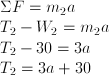 ΣF = m₂a
T₂ − W₂ = m₂a
T₂ − 30 = 3a
T₂ = 3a + 30